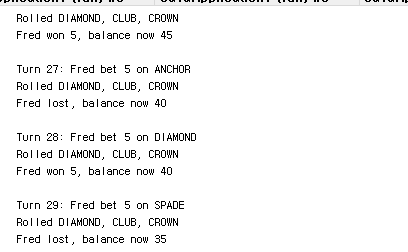 Rolled DIAMOND, CLUB, CROWN
Fred won 5, balance now 45
Turn 27: Fred bet 5 on ANCHOR
Rolled DIAMOND, CLUB, CROWN
Fred lost, balance now 40
Turn 28: Fred bet 5 on DIAMOND
Rolled DIAMOND, CLUB, CROWN
Fred won 5, balance now 40
Turn 29: Fred bet 5 on SPADE
Rolled DIAMOND, CLUB, CROWN
Fred lost, balance now 35